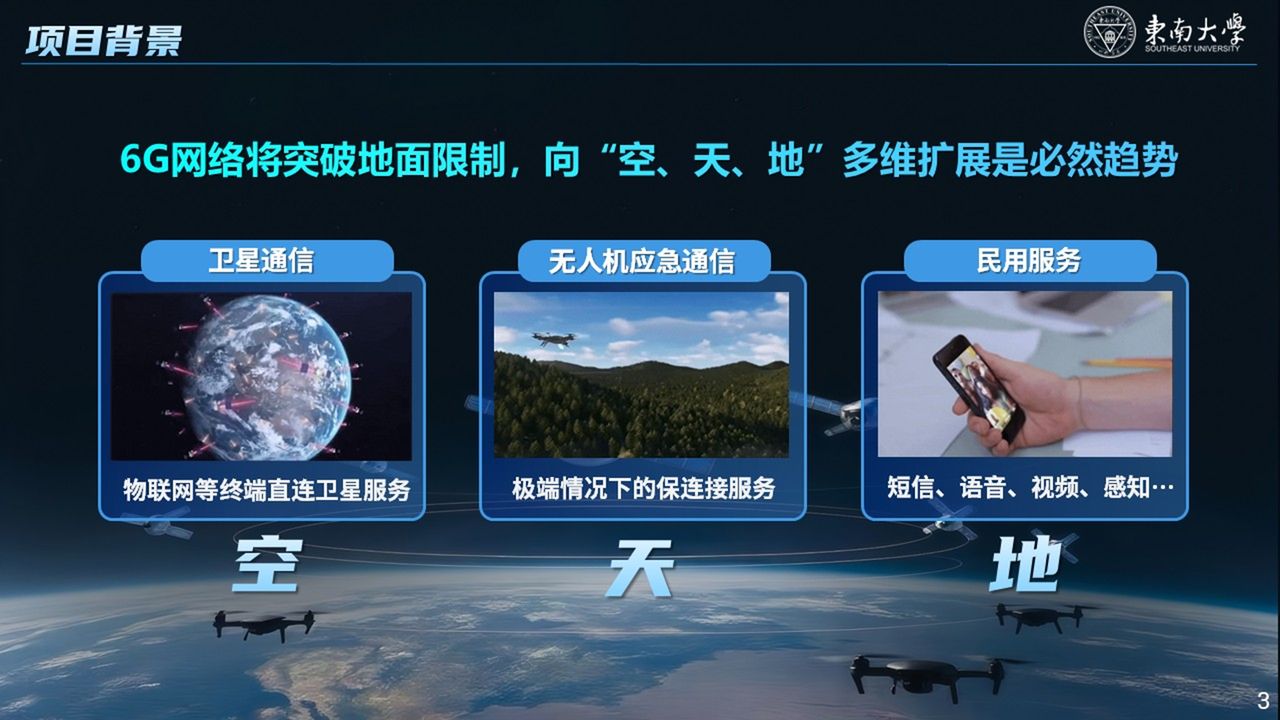 项目背景
東南大學
SOUTHEAST UNIVERSITY
6G网络将突破地面限制，向“空、天、地”多维扩展是必然趋势
卫星通信
无人机应急通信
民用服务
物联网等终端直连卫星服务
极端情况下的保连接服务
短信、语音、视频、感知…
空
天
地
3